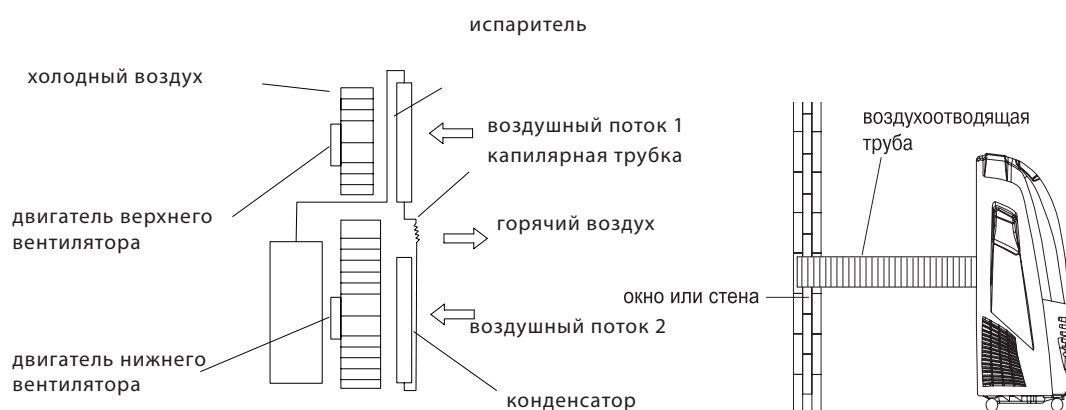 испаритель
холодный воздух
воздушный поток 1
капилярная трубка
двигатель верхнего
вентилятора
горячий воздух
воздушный поток 2
двигатель нижнего
вентилятора
конденсатор
воздухоотводящая
труба
окно или стена